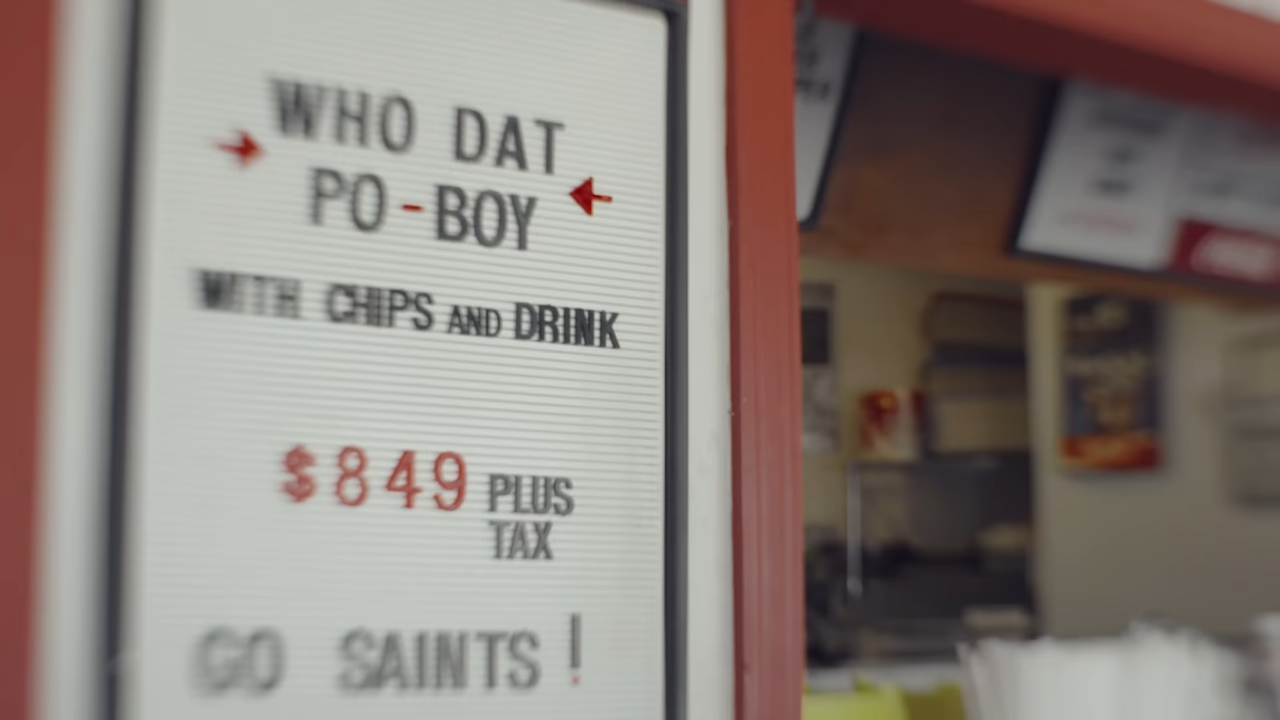 WHO DAT
PO-BOY
WITH CHIPS AND DRINK
$849 PLUS
TAX
GO SAINTS!